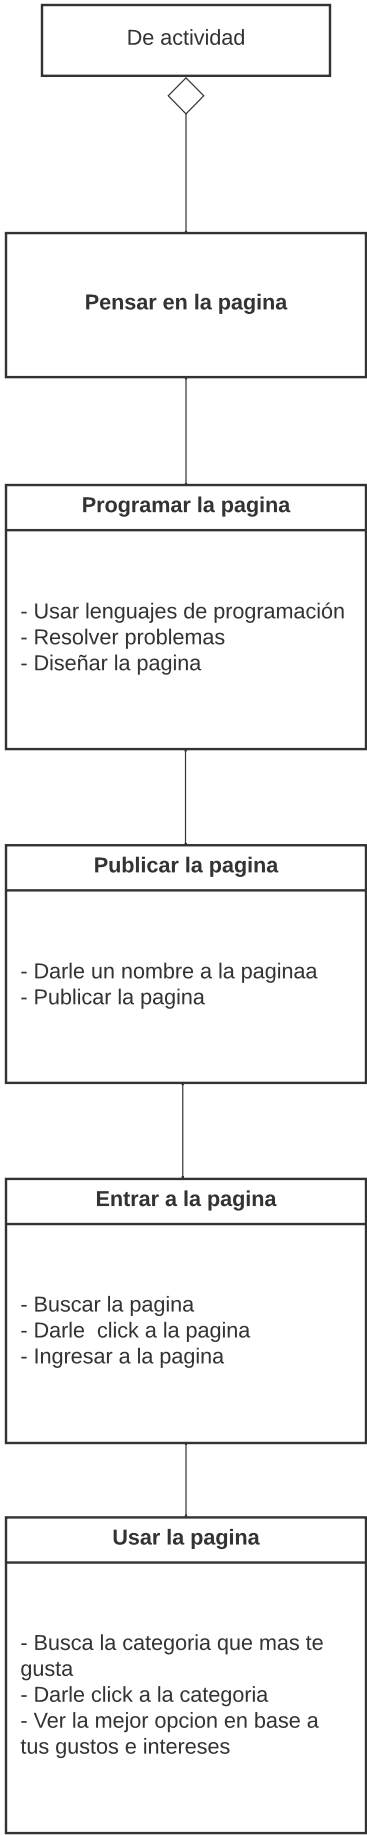 De actividad
Pensar en la pagina
Programar la pagina
- Usar lenguajes de programación
- Resolver problemas
- Diseñar la pagina
Publicar la pagina
- Darle un nombre a la paginaa
- Publicar la pagina
Entrar a la pagina
- Buscar la pagina
- Darle  click a la pagina
- Ingresar a la pagina
Usar la pagina
- Busca la categoria que mas te
gusta
- Darle click a la categoria
- Ver la mejor opcion en base a
tus gustos e intereses